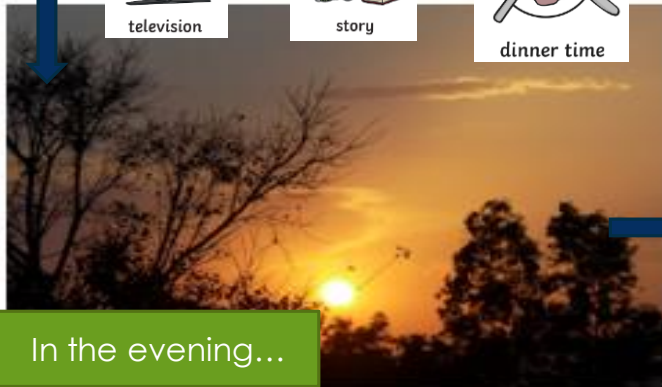 television
story
dinner time
In the evening...